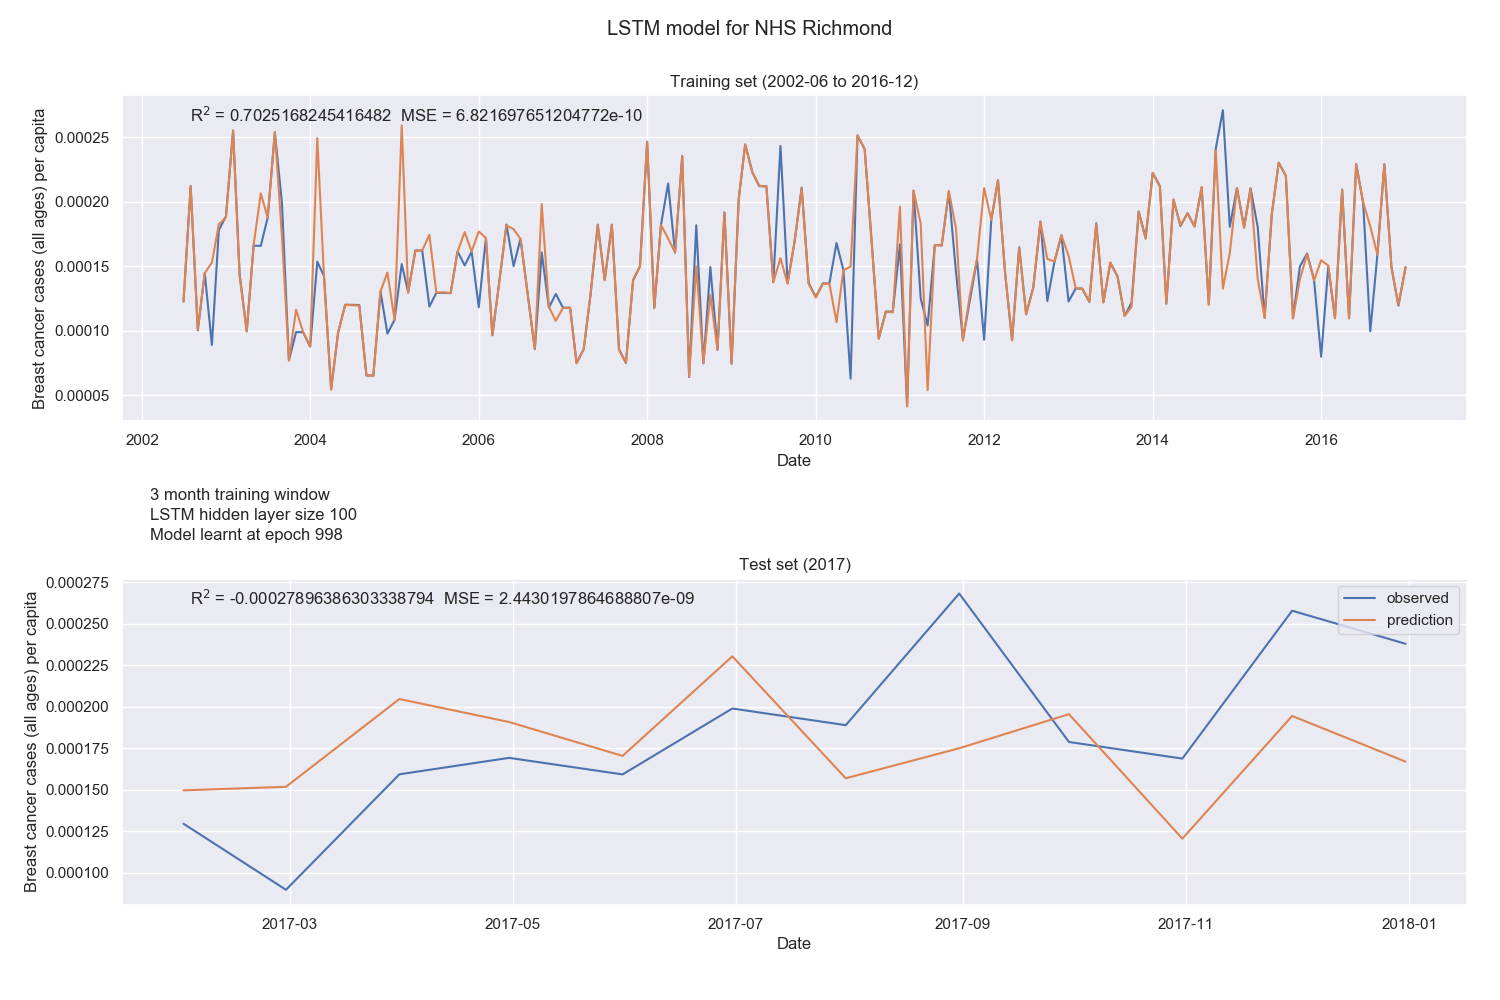 LSTM model for NHS Richmond
Training set (2002-06 to 2016-12)
R² = 0.7025168245416482 MSE = 6.821697651204772e-10
Breast cancer cases (all ages) per capita
0.00025
0.00020
0.00015
0.00010
0.00005
2002 2004 2006 2008 2010 2012 2014 2016
Date
3 month training window
LSTM hidden layer size 100
Model learnt at epoch 998
Test set (2017)
R² = -0.00027896386303338794 MSE = 2.4430197864688807e-09
observed
prediction
Breast cancer cases (all ages) per capita
0.000275
0.000250
0.000225
0.000200
0.000175
0.000150
0.000125
0.000100
2017-03 2017-05 2017-07 2017-09 2017-11 2018-01
Date